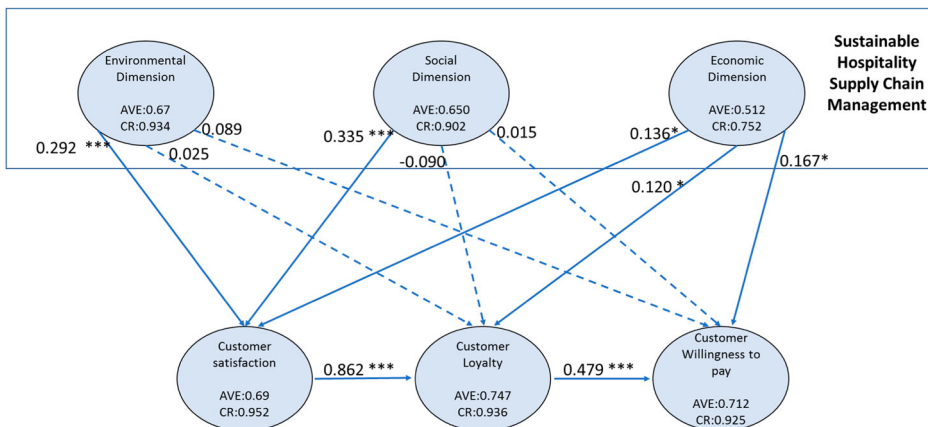 Environmental
Dimension
AVE:0.67
CR:0.934
Social
Dimension
AVE:0.650
CR:0.902
Economic
Dimension
AVE:0.512
CR:0.752
Sustainable
Hospitality
Supply Chain
Management
0.292 ***
0.025
0.089
0.335 ***
-0.090
0.015
0.136*
0.120 *
0.167*
Customer
satisfaction
AVE:0.69
CR:0.952
0.862 ***
Customer
Loyalty
AVE:0.747
CR:0.936
0.479 ***
Customer
Willingness to
pay
AVE:0.712
CR:0.925